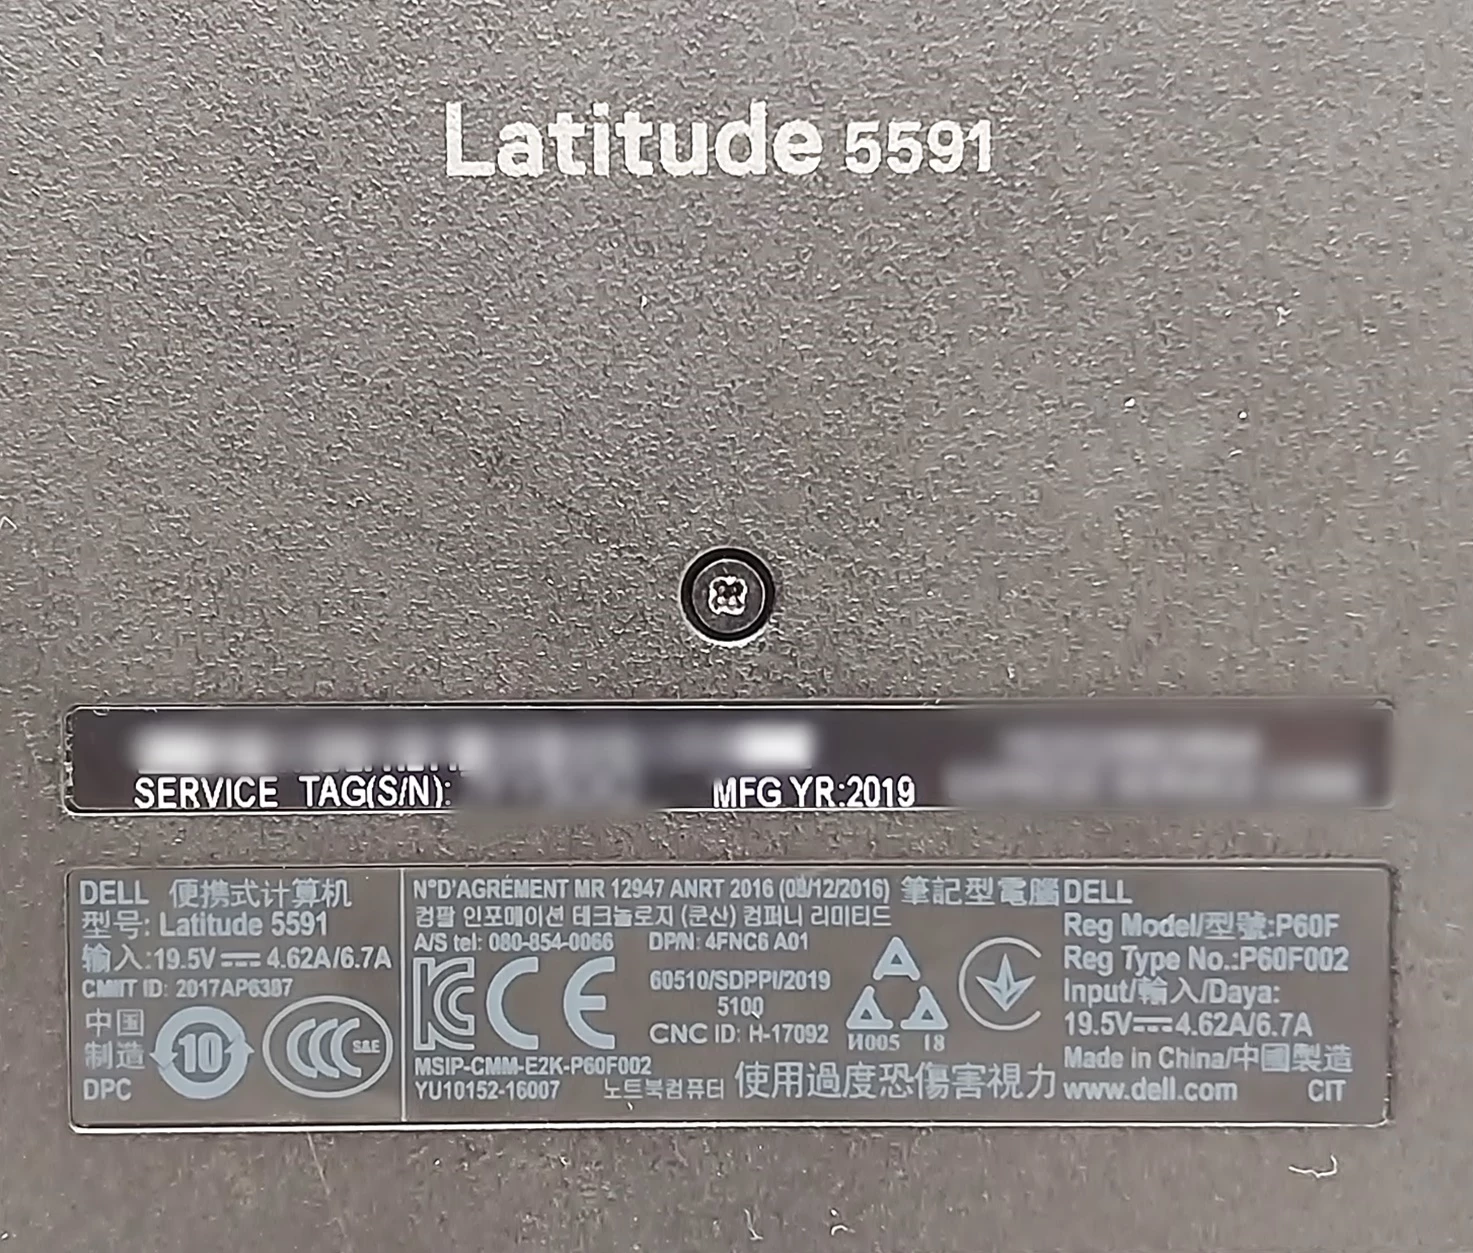 Latitude 5591
SERVICE TAG(S/N):
MFG YR:2019
DELL 便携式计算机
型号: Latitude 5591
输入:19.5V⎓4.62A/6.7A
CMIIT ID: 2017AP6387
中国
制造
DPC
10
CCC S&E
N°D'AGRÉMENT MR 12947 ANRT 2016 (08/12/2016)
컴팔 인포메이션 테크놀로지 (쿤산) 컴퍼니 리미티드
A/S tel: 080-854-0066 DPN: 4FNC6 A01
CE
60510/SDPPI/2019
5100
CNC ID: H-17092
И005 18
MSIP-CMM-E2K-P60F002
YU10152-16007 노트북컴퓨터 使用過度恐傷害視力
筆記型電腦 DELL
Reg Model/型號:P60F
Reg Type No.:P60F002
Input/輸入/Daya:
19.5V⎓4.62A/6.7A
Made in China/中國製造
www.dell.com CIT